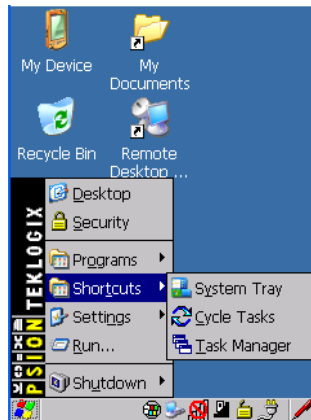 My Device
My
Documents
Recycle Bin
Remote
Desktop ...
Desktop
Security
Programs
Shortcuts
System Tray
Cycle Tasks
Task Manager
Settings
Run...
Shutdown
PSION TEKLOGIX